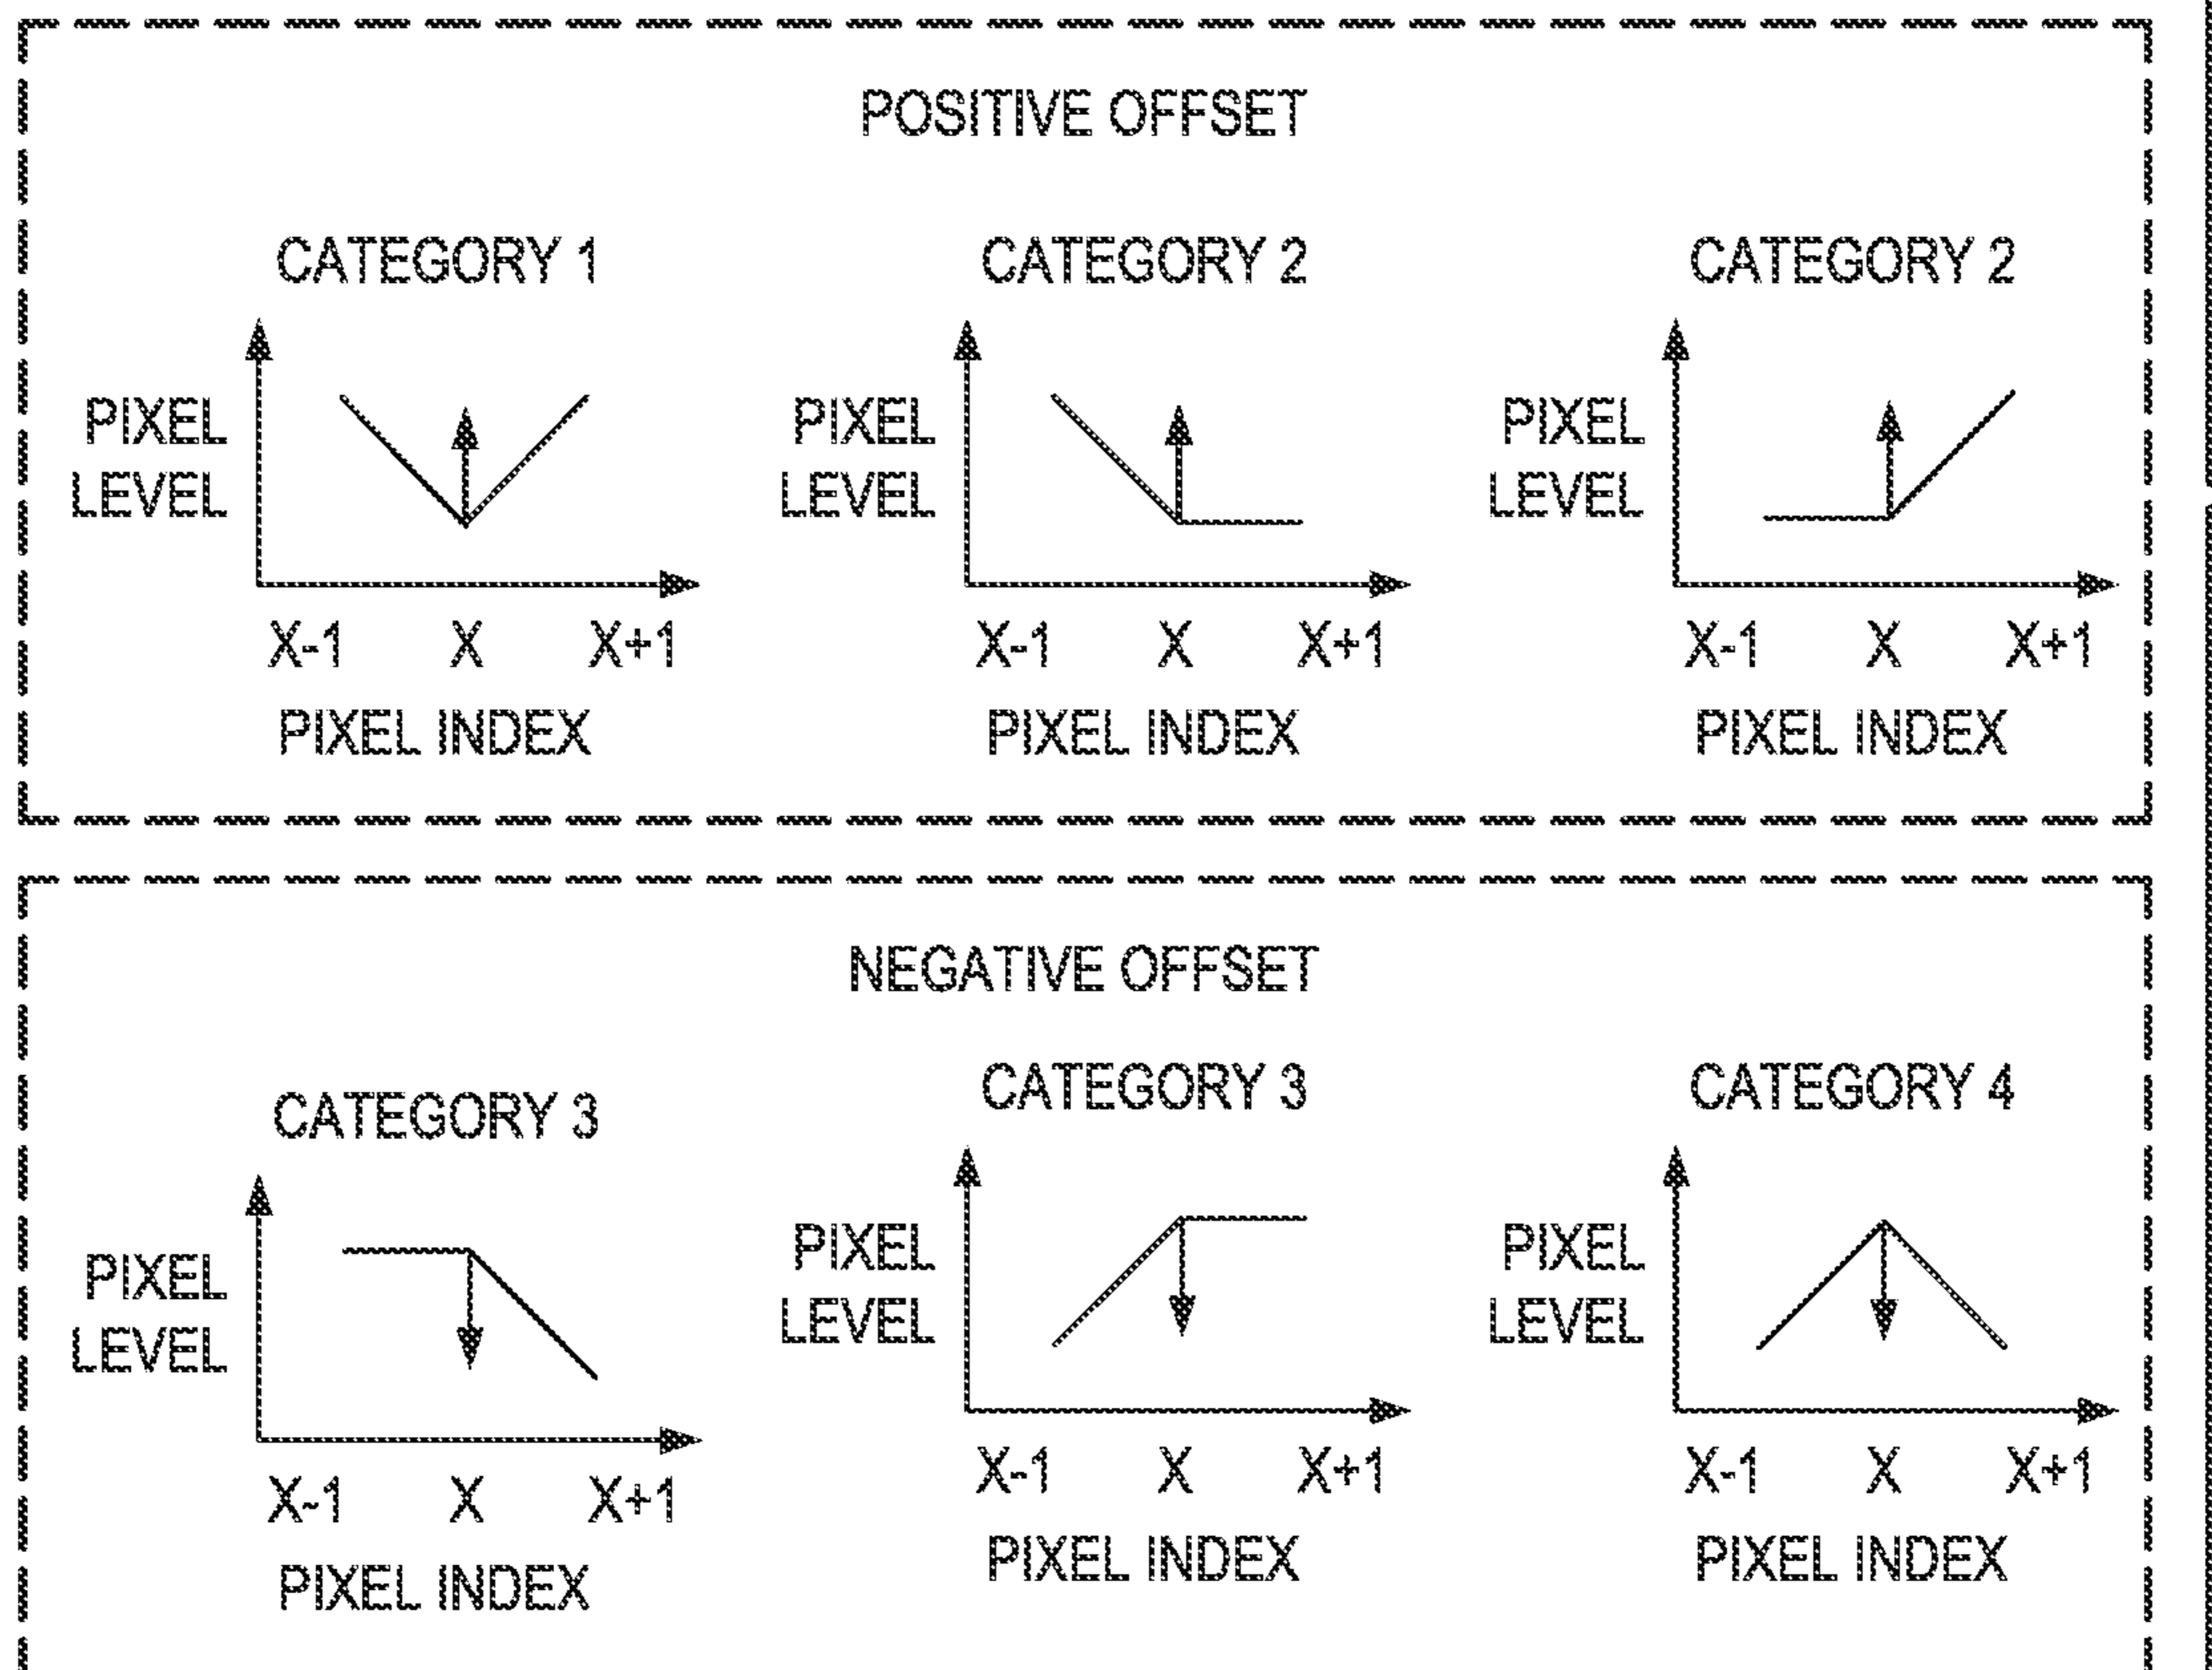 POSITIVE OFFSET
CATEGORY 1
PIXEL
LEVEL
X-1 X X+1
PIXEL INDEX
CATEGORY 2
PIXEL
LEVEL
X-1 X X+1
PIXEL INDEX
CATEGORY 2
PIXEL
LEVEL
X-1 X X+1
PIXEL INDEX
NEGATIVE OFFSET
CATEGORY 3
PIXEL
LEVEL
X-1 X X+1
PIXEL INDEX
CATEGORY 3
PIXEL
LEVEL
X-1 X X+1
PIXEL INDEX
CATEGORY 4
PIXEL
LEVEL
X-1 X X+1
PIXEL INDEX